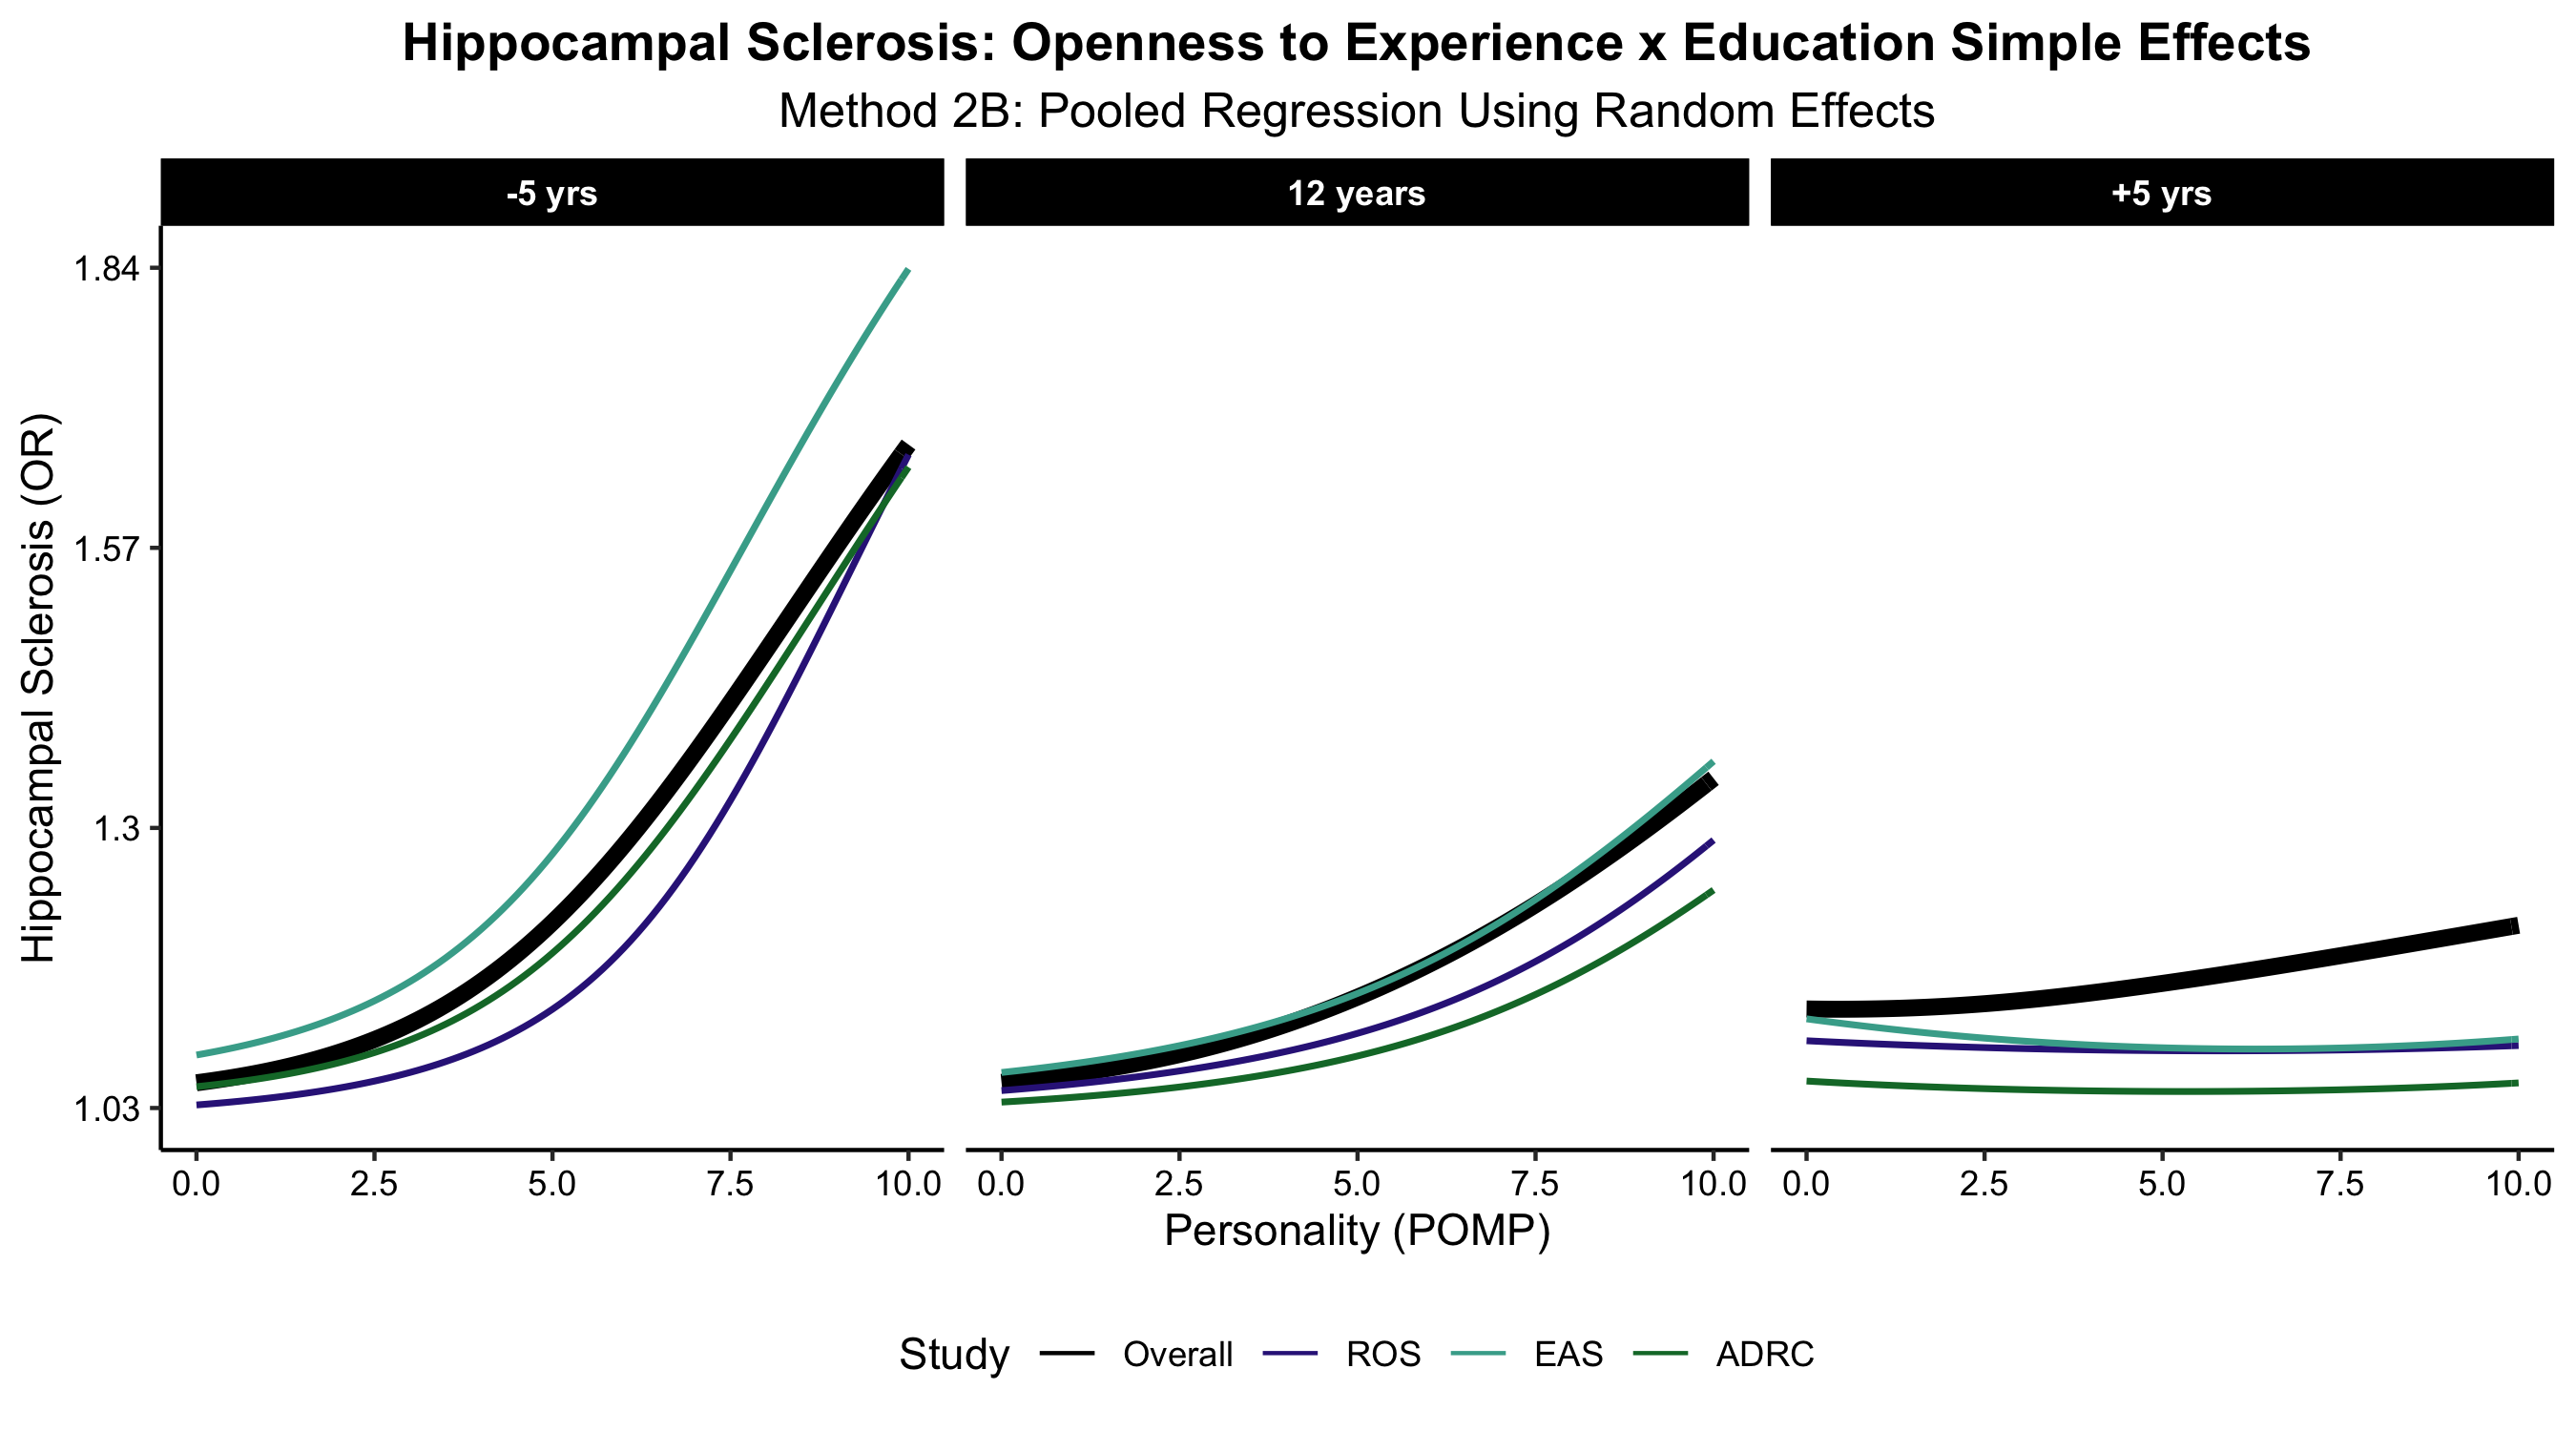 Hippocampal Sclerosis: Openness to Experience x Education Simple Effects
Method 2B: Pooled Regression Using Random Effects
-5 yrs
12 years
+5 yrs
Hippocampal Sclerosis (OR)
1.84
1.57
1.3
1.03
0.0 2.5 5.0 7.5 10.0
0.0 2.5 5.0 7.5 10.0
0.0 2.5 5.0 7.5 10.0
Personality (POMP)
Study Overall ROS EAS ADRC